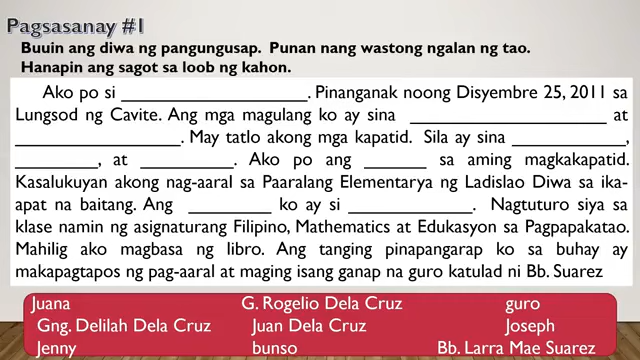 Pagsasanay #1
Buuin ang diwa ng pangungusap. Punan nang wastong ngalan ng tao.
Hanapin ang sagot sa loob ng kahon.
Ako po si ____________________. Pinanganak noong Disyembre 25, 2011 sa
Lungsod ng Cavite. Ang mga magulang ko ay sina _____________________ at
__________________. May tatlo akong mga kapatid. Sila ay sina ____________,
_________, at __________. Ako po ang _______ sa aming magkakapatid.
Kasalukuyan akong nag-aaral sa Paaralang Elementarya ng Ladislao Diwa sa ika-
apat na baitang. Ang _________ ko ay si _____________. Nagtuturo siya sa
klase namin ng asignaturang Filipino, Mathematics at Edukasyon sa Pagpapakatao.
Mahilig ako magbasa ng libro. Ang tanging pinapangarap ko sa buhay ay
makapagtapos ng pag-aaral at maging isang ganap na guro katulad ni Bb. Suarez
Juana G. Rogelio Dela Cruz guro
Gng. Delilah Dela Cruz Juan Dela Cruz Joseph
Jenny bunso Bb. Larra Mae Suarez